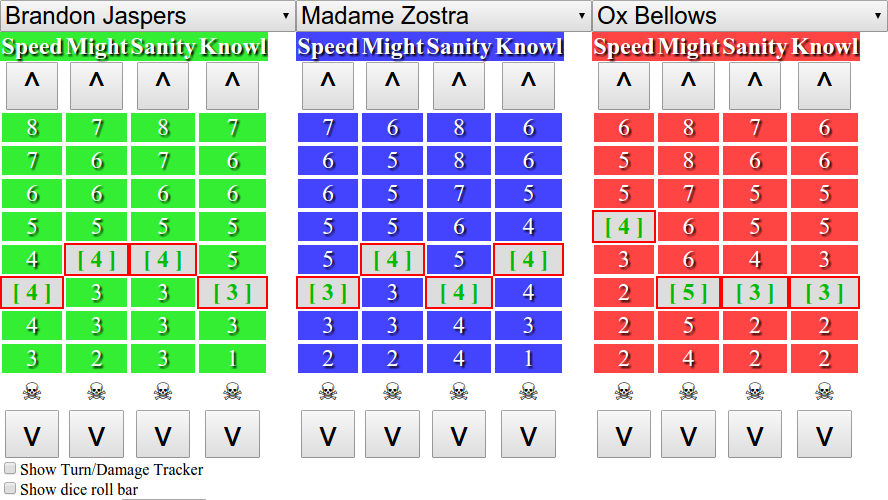 Brandon Jaspers Madame Zostra Ox Bellows
Speed Might Sanity Knowl Speed Might Sanity Knowl Speed Might Sanity Knowl
^ ^ ^ ^ ^ ^ ^ ^ ^ ^ ^ ^
8 7 8 7 7 6 8 6 6 8 7 6
7 6 7 6 6 5 8 6 5 8 6 6
6 6 6 6 5 5 7 5 5 7 5 5
5 5 5 5 5 5 6 4 [ 4 ] 6 5 5
4 [ 4 ] [ 4 ] 5 5 [ 4 ] 5 [ 4 ] 3 6 4 3
[ 4 ] 3 3 [ 3 ] [ 3 ] 3 [ 4 ] 4 2 [ 5 ] [ 3 ] [ 3 ]
4 3 3 3 3 3 4 3 2 5 2 2
3 2 3 1 2 2 4 1 2 4 2 2
☠ ☠ ☠ ☠ ☠ ☠ ☠ ☠ ☠ ☠ ☠ ☠
v v v v v v v v v v v v
Show Turn/Damage Tracker
Show dice roll bar